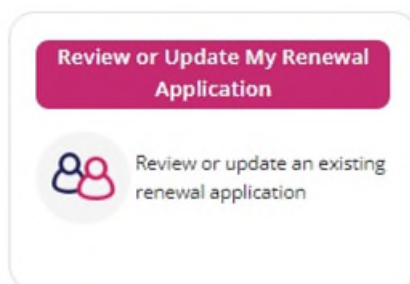 Review or Update My Renewal
Application
Review or update an existing
renewal application